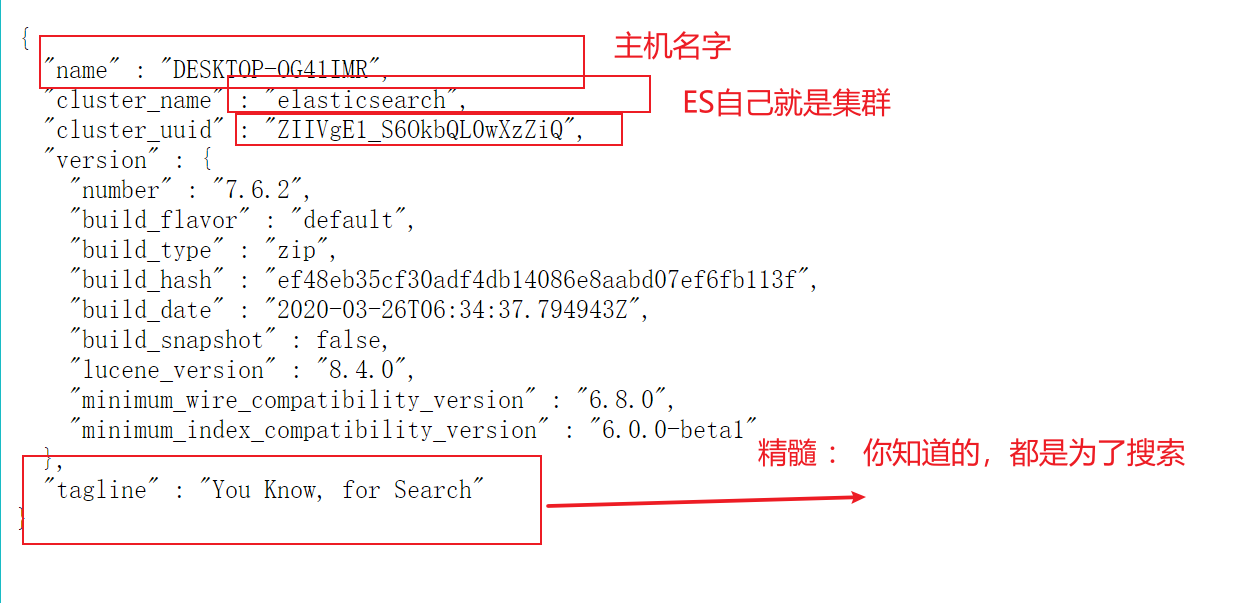 {
"name" : "DESKTOP-OG41IMR",
主机名字
"cluster_name" : "elasticsearch",
ES自己就是集群
"cluster_uuid" : "ZIIVgE1_S6OkbQL0wXzZiQ",
"version" : {
"number" : "7.6.2",
"build_flavor" : "default",
"build_type" : "zip",
"build_hash" : "ef48eb35cf30adf4db14086e8aabd07ef6fb113f",
"build_date" : "2020-03-26T06:34:37.794943Z",
"build_snapshot" : false,
"lucene_version" : "8.4.0",
"minimum_wire_compatibility_version" : "6.8.0",
"minimum_index_compatibility_version" : "6.0.0-beta1"
精髓： 你知道的，都是为了搜索
},
"tagline" : "You Know, for Search"
}